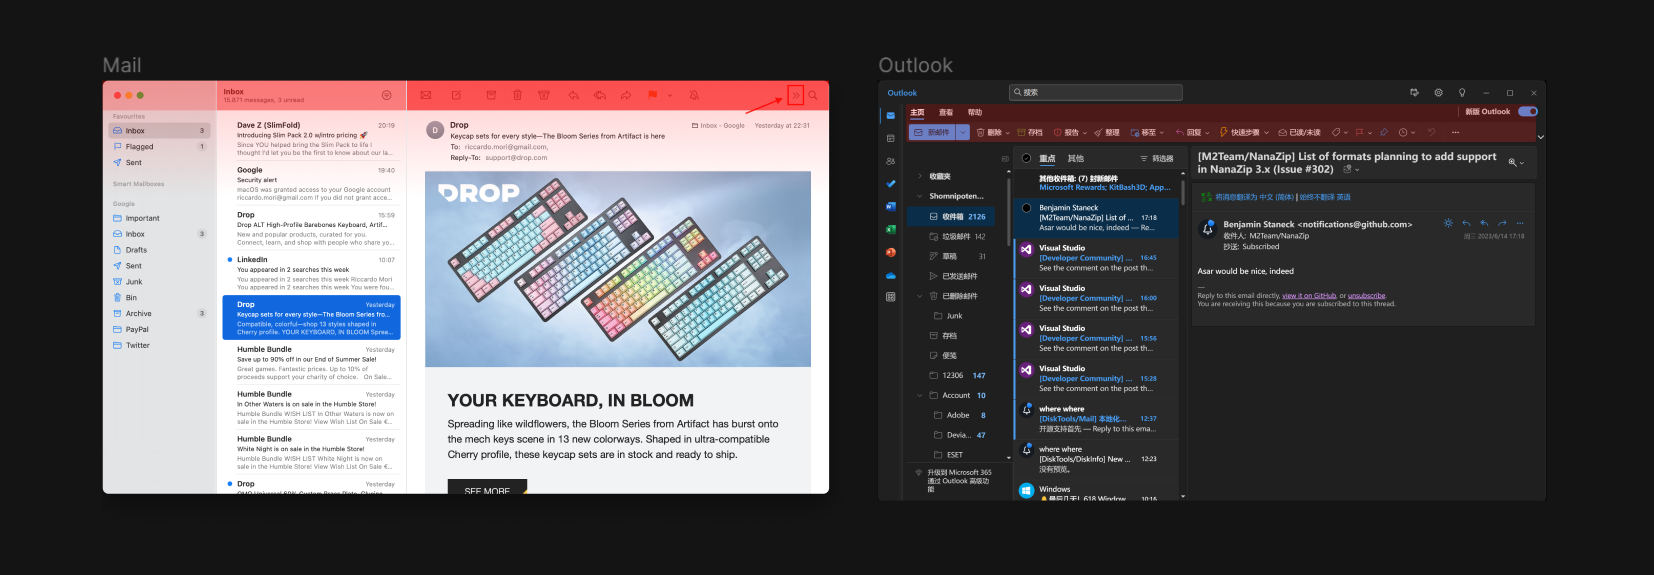 Mail
Inbox
15.871 messages, 3 unread
Favourites
Inbox 3
Flagged 1
Sent
Smart Mailboxes
Google
Important
Inbox 3
Drafts
Sent
Junk
Bin
Archive 3
PayPal
Twitter
Dave Z (SlimFold) 20:19
Introducing Slim Pack 2.0 w/intro pricing 🚀
Since YOU helped bring the Slim Pack to life I
thought I'd let you be the first to know about our la...
Google 19:40
Security alert
macOS was granted access to your Google account
riccardo.mori@gmail.com If you did not grant acce...
Drop 15:59
Drop ALT High-Profile Barebones Keyboard, Artif...
New and popular products, curated for you.
Connect, learn, and shop with people who share yo...
LinkedIn 10:07
You appeared in 2 searches this week
You appeared in 2 searches this week Riccardo Mori
You appeared in 2 searches this week You were fou...
Drop Yesterday
Keycap sets for every style—The Bloom Series fro...
Compatible, colorful—shop 13 styles shaped in
Cherry profile. YOUR KEYBOARD, IN BLOOM Sprea...
Humble Bundle Yesterday
Save up to 90% off in our End of Summer Sale!
Great games. Fantastic prices. Up to 10% of
proceeds support your charity of choice. On Sale...
Humble Bundle Yesterday
In Other Waters is on sale in the Humble Store!
Humble Bundle WISH LIST In Other Waters is now on
sale in the Humble Store! View Wish List On Sale €...
Humble Bundle Yesterday
White Night is on sale in the Humble Store!
Humble Bundle WISH LIST White Night is now on
sale in the Humble Store! View Wish List On Sale €...
Drop Yesterday
D
Drop
Inbox - Google Yesterday at 22:31
Keycap sets for every style—The Bloom Series from Artifact is here
To: riccardo.mori@gmail.com,
Reply-To: support@drop.com
DROP
YOUR KEYBOARD, IN BLOOM
Spreading like wildflowers, the Bloom Series from Artifact has burst onto
the mech keys scene in 13 new colorways. Shaped in ultra-compatible
Cherry profile, these keycap sets are in stock and ready to ship.
SEE MORE
Outlook
Outlook
搜索
主页 查看 帮助
新版 Outlook
新邮件 删除 存档 报告 整理 移至 回复 快速步骤 已读/未读
收藏夹
Shomnipoten...
收件箱 2126
垃圾邮件 142
草稿 31
已发送邮件
已删除邮件
Junk
存档
便笺
12306 147
Account 10
Adobe 8
Devia... 47
ESET
升级到 Microsoft 365
通过 Outlook 高级功
能
重点 其他 筛选器
其他收件箱: (7) 封新邮件
Microsoft Rewards; KitBash3D; App...
Benjamin Staneck
[M2Team/NanaZip] List of ... 17:18
Asar would be nice, indeed — Re...
Visual Studio
[Developer Community] ... 16:45
See the comment on the post th...
Visual Studio
[Developer Community] ... 16:00
See the comment on the post th...
Visual Studio
[Developer Community] ... 15:56
See the comment on the post th...
Visual Studio
[Developer Community] ... 15:28
See the comment on the post th...
where where
[DiskTools/Mail] 本地化... 12:37
开源支持首先 — Reply to this ema...
where where
[DiskTools/DiskInfo] New ... 12:23
没有预览。
Windows
🔔 最后几天! 618 Window... 10:16
[M2Team/NanaZip] List of formats planning to add support
in NanaZip 3.x (Issue #302)
将消息翻译为 中文 (简体) | 始终不翻译 英语
Benjamin Staneck <notifications@github.com>
收件人: M2Team/NanaZip
周三 2023/6/14 17:18
抄送: Subscribed
Asar would be nice, indeed
—
Reply to this email directly, view it on GitHub, or unsubscribe.
You are receiving this because you are subscribed to this thread.